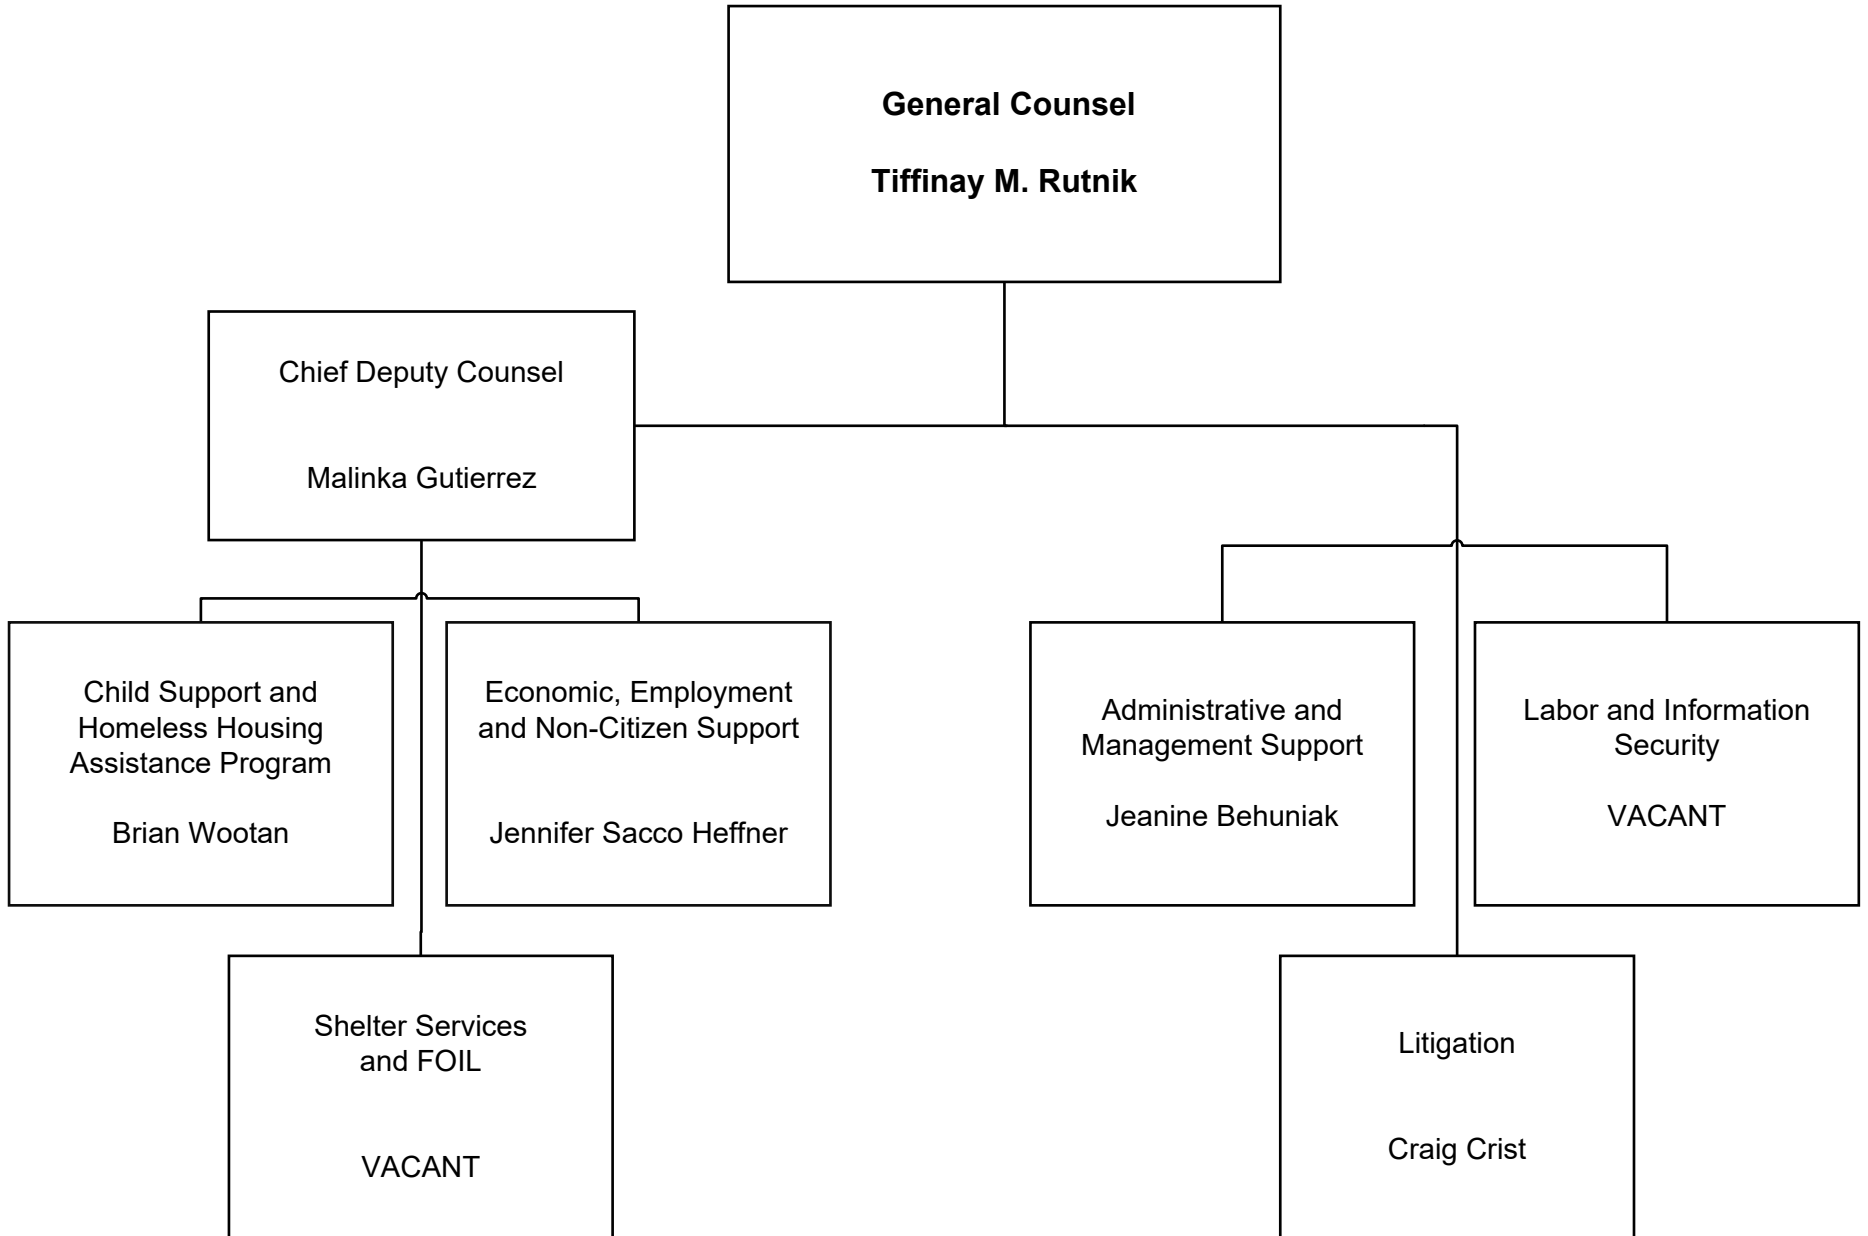 General Counsel
Tiffinay M. Rutnik
Chief Deputy Counsel
Malinka Gutierrez
Child Support and
Homeless Housing
Assistance Program
Brian Wootan
Economic, Employment
and Non-Citizen Support
Jennifer Sacco Heffner
Administrative and
Management Support
Jeanine Behuniak
Labor and Information
Security
VACANT
Shelter Services
and FOIL
VACANT
Litigation
Craig Crist